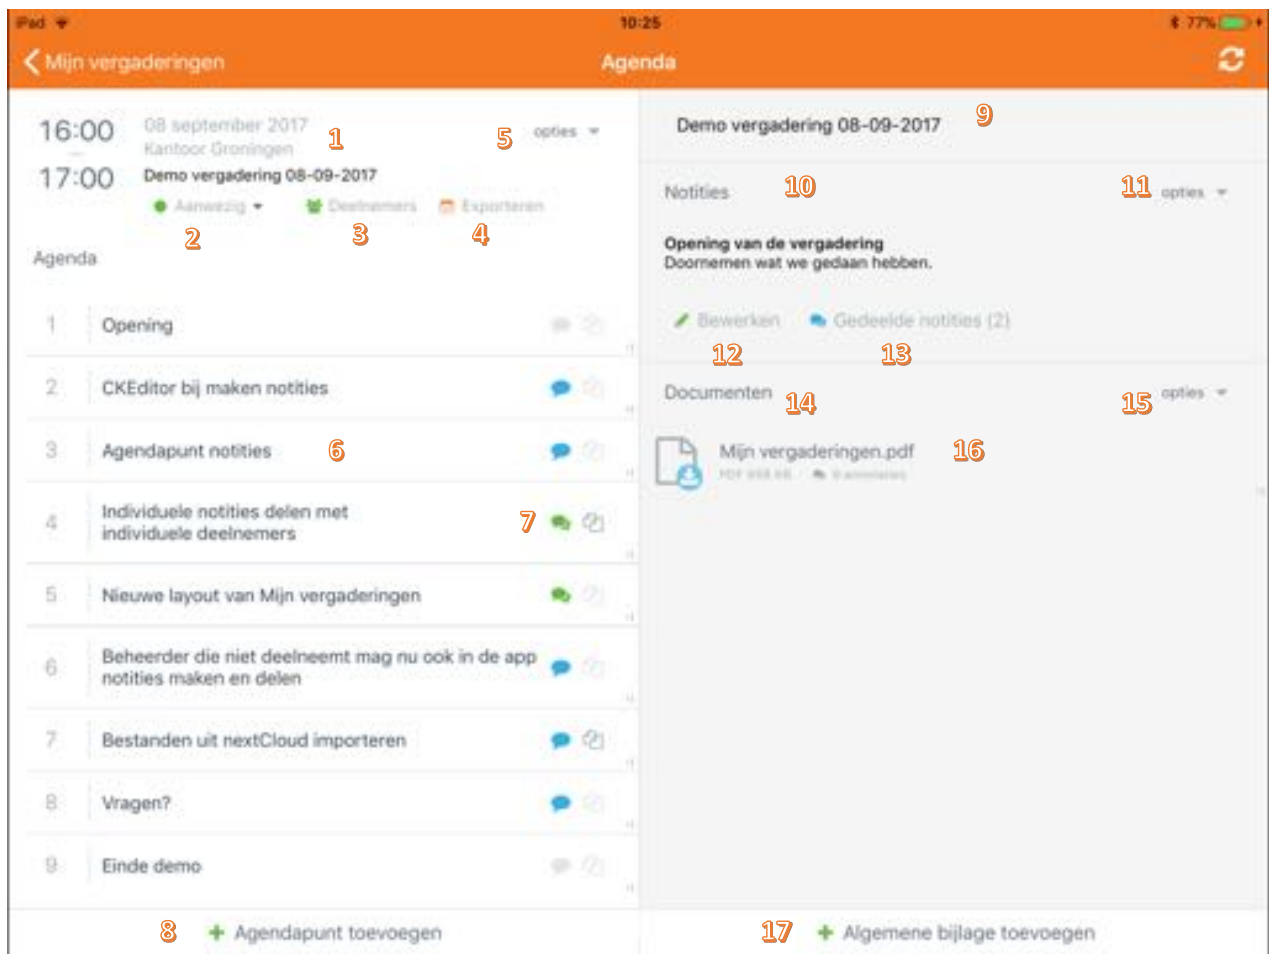 iPad 10:25 77%
Mijn vergaderingen Agenda
16:00 08 september 2017 1 5 opties
Kantoor Groningen
17:00 Demo vergadering 08-09-2017
Aanwezig Deelnemers Exporteren
2 3 4
Agenda
1 Opening
2 CKEditor bij maken notities
3 Agendapunt notities 6
4 Individuele notities delen met
individuele deelnemers 7
5 Nieuwe layout van Mijn vergaderingen
6 Beheerder die niet deelneemt mag nu ook in de app
notities maken en delen
7 Bestanden uit nextCloud importeren
8 Vragen?
9 Einde demo
8 + Agendapunt toevoegen
Demo vergadering 08-09-2017 9
Notities 10 11 opties
Opening van de vergadering
Doornemen wat we gedaan hebben.
Bewerken Gedeelde notities (2)
12 13
Documenten 14 15 opties
Mijn vergaderingen.pdf 16
PDF
17 + Algemene bijlage toevoegen